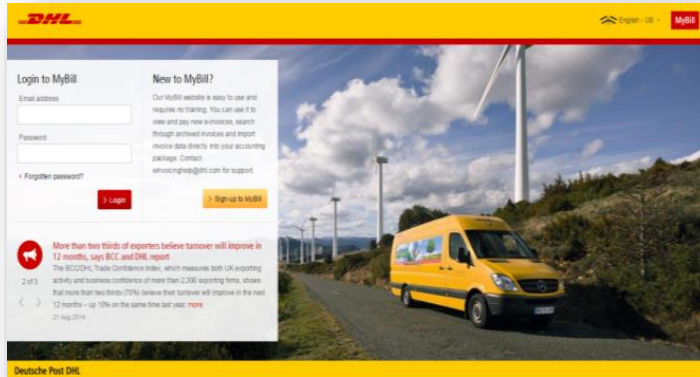 DHL
English - US
MyBill
Login to MyBill
Email address
Password
› Forgotten password?
› Login
New to MyBill?
Our MyBill website is easy to use and
requires no training. You can use it to
view and pay new e-invoices, search
through archived invoices and import
invoice data directly into your accounting
package. Contact
einvoicinghelp@dhl.com for support.
› Sign-up to MyBill
More than two thirds of exporters believe turnover will improve in
12 months, says BCC and DHL report
The BCC/DHL Trade Confidence Index, which measures both UK exporting
activity and business confidence of more than 2,300 exporting firms, shows
that more than two thirds (70%) believe their turnover will improve in the next
12 months – up 10% on the same time last year. more
21 Aug 2014
2 of 3
Deutsche Post DHL